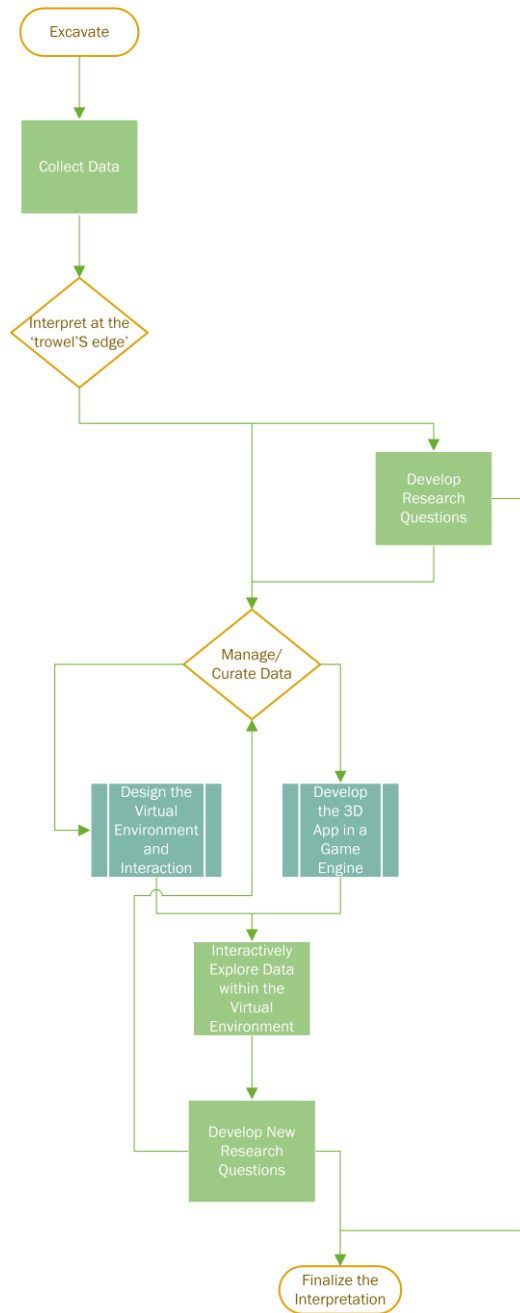 Excavate
Collect Data
Interpret at the
‘trowel’S edge’
Develop
Research
Questions
Manage/
Curate Data
Design the
Virtual
Environment
and
Interaction
Develop
the 3D
App in a
Game
Engine
Interactively
Explore Data
within the
Virtual
Environment
Develop New
Research
Questions
Finalize the
Interpretation